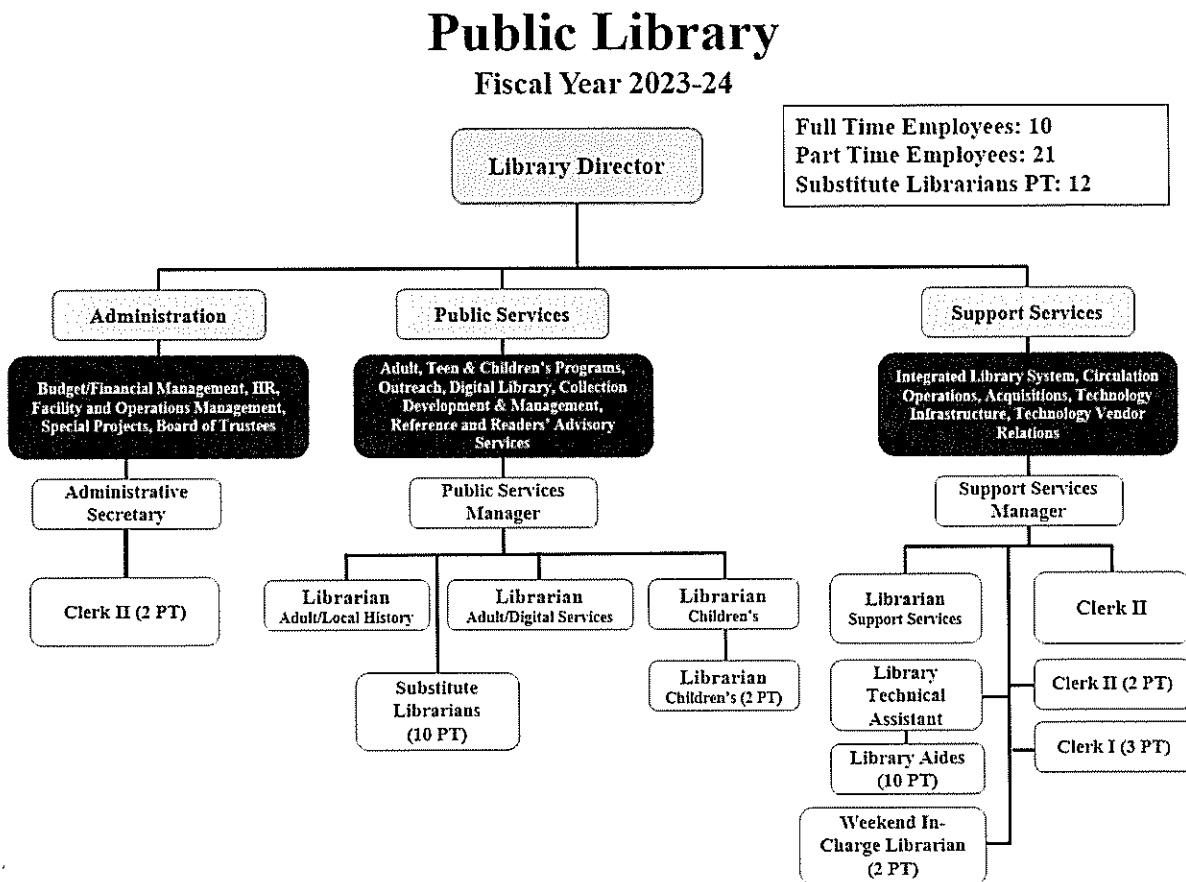 Public Library
Fiscal Year 2023-24
Full Time Employees: 10
Part Time Employees: 21
Substitute Librarians PT: 12
Library Director
Administration
Budget/Financial Management, HR,
Facility and Operations Management,
Special Projects, Board of Trustees
Administrative
Secretary
Clerk II (2 PT)
Public Services
Adult, Teen & Children's Programs,
Outreach, Digital Library, Collection
Development & Management,
Reference and Readers' Advisory
Services
Public Services
Manager
Librarian
Adult/Local History
Substitute
Librarians
(10 PT)
Librarian
Adult/Digital Services
Librarian
Children's
Librarian
Children's (2 PT)
Support Services
Integrated Library System, Circulation
Operations, Acquisitions, Technology
Infrastructure, Technology Vendor
Relations
Support Services
Manager
Librarian
Support Services
Library
Technical
Assistant
Library Aides
(10 PT)
Weekend In-
Charge Librarian
(2 PT)
Clerk II
Clerk II (2 PT)
Clerk I (3 PT)